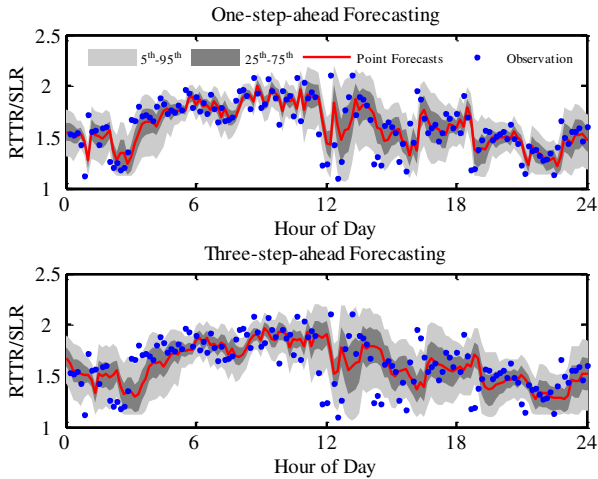 One-step-ahead Forecasting
2.5
5th-95th 25th-75th Point Forecasts Observation
2
RTTR/SLR
1.5
1
0 6 12 18 24
Hour of Day
Three-step-ahead Forecasting
2.5
2
RTTR/SLR
1.5
1
0 6 12 18 24
Hour of Day